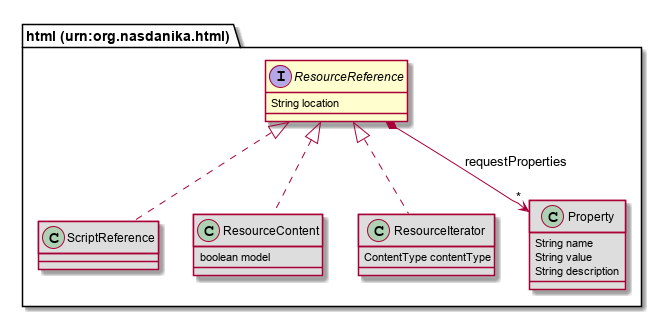 html (urn:org.nasdanika.html)
I ResourceReference
String location
requestProperties
*
C ScriptReference
C ResourceContent
boolean model
C ResourceIterator
ContentType contentType
C Property
String name
String value
String description